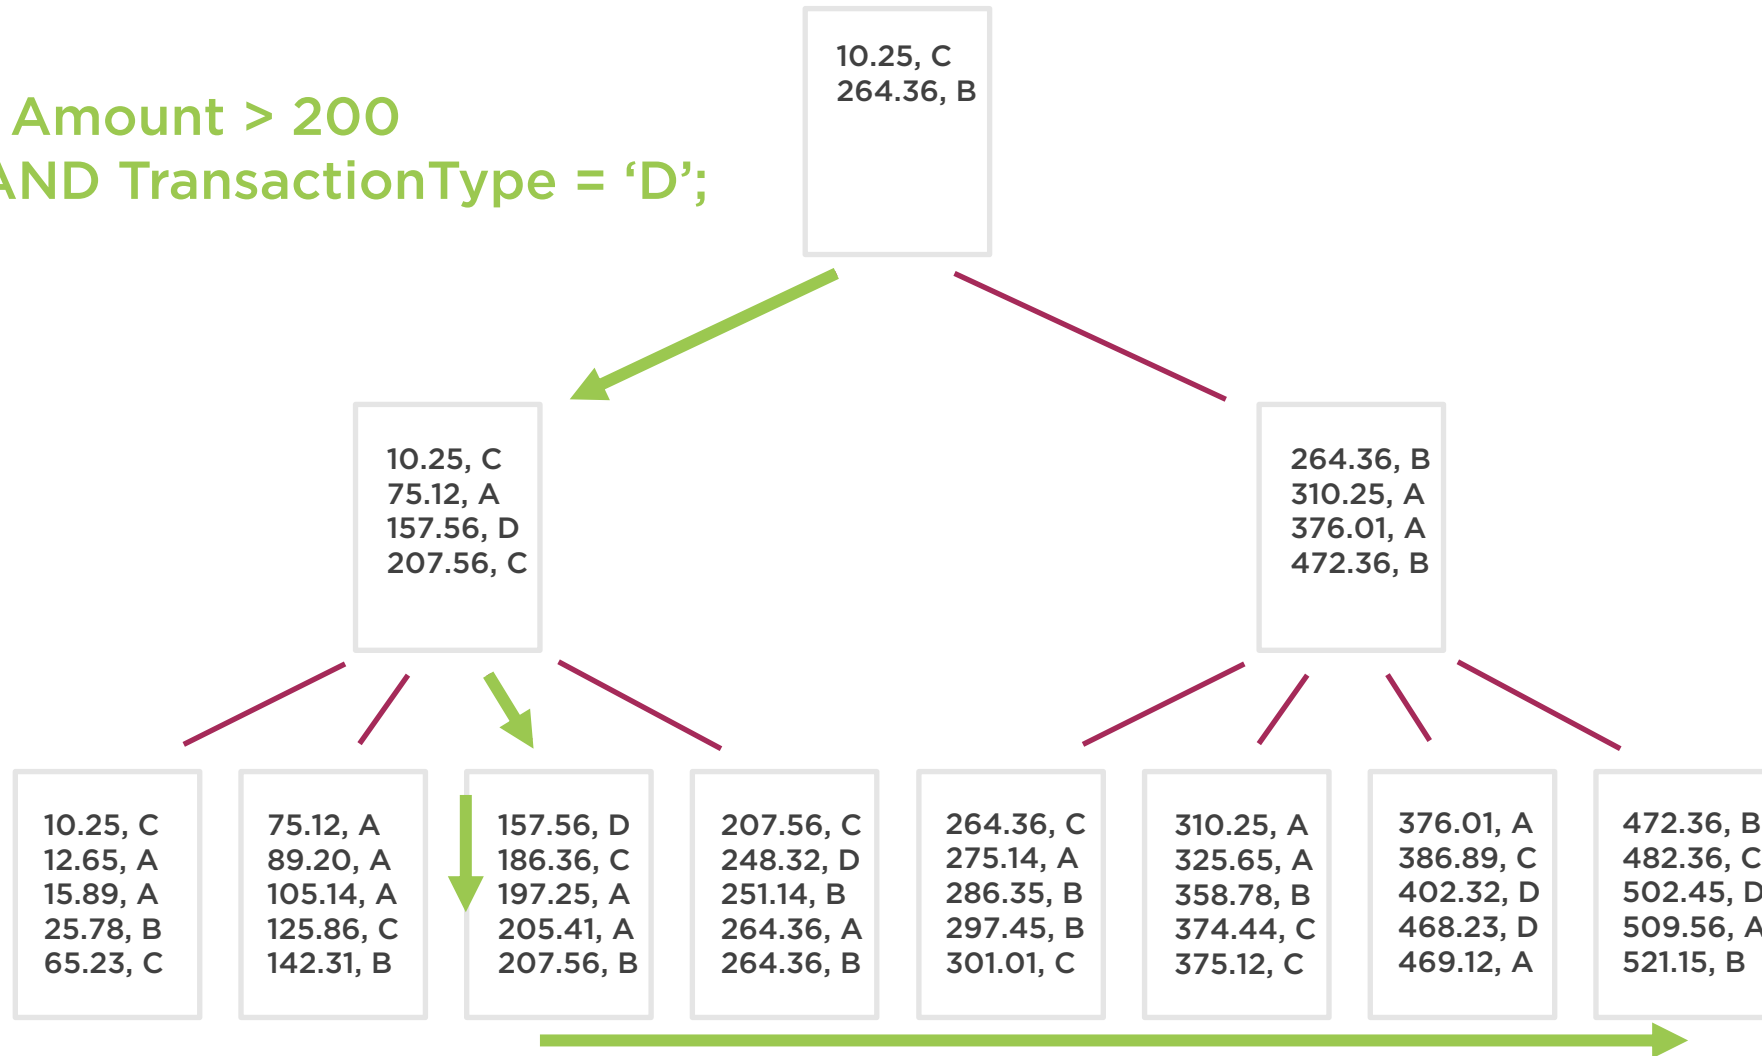 Amount > 200
AND TransactionType = ‘D’;
10.25, C
264.36, B
10.25, C
75.12, A
157.56, D
207.56, C
264.36, B
310.25, A
376.01, A
472.36, B
10.25, C
12.65, A
15.89, A
25.78, B
65.23, C
75.12, A
89.20, A
105.14, A
125.86, C
142.31, B
157.56, D
186.36, C
197.25, A
205.41, A
207.56, B
207.56, C
248.32, D
251.14, B
264.36, A
264.36, B
264.36, C
275.14, A
286.35, B
297.45, B
301.01, C
310.25, A
325.65, A
358.78, B
374.44, C
375.12, C
376.01, A
386.89, C
402.32, D
468.23, D
469.12, A
472.36, B
482.36, C
502.45, D
509.56, A
521.15, B